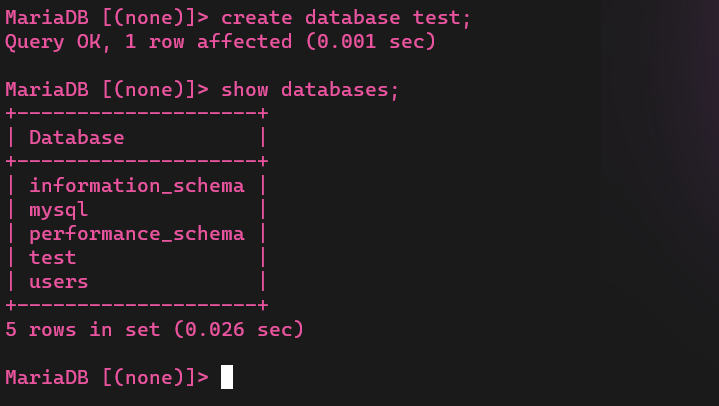 MariaDB [(none)]> create database test;
Query OK, 1 row affected (0.001 sec)
MariaDB [(none)]> show databases;
+--------------------+
| Database           |
+--------------------+
| information_schema |
| mysql              |
| performance_schema |
| test               |
| users              |
+--------------------+
5 rows in set (0.026 sec)
MariaDB [(none)]>